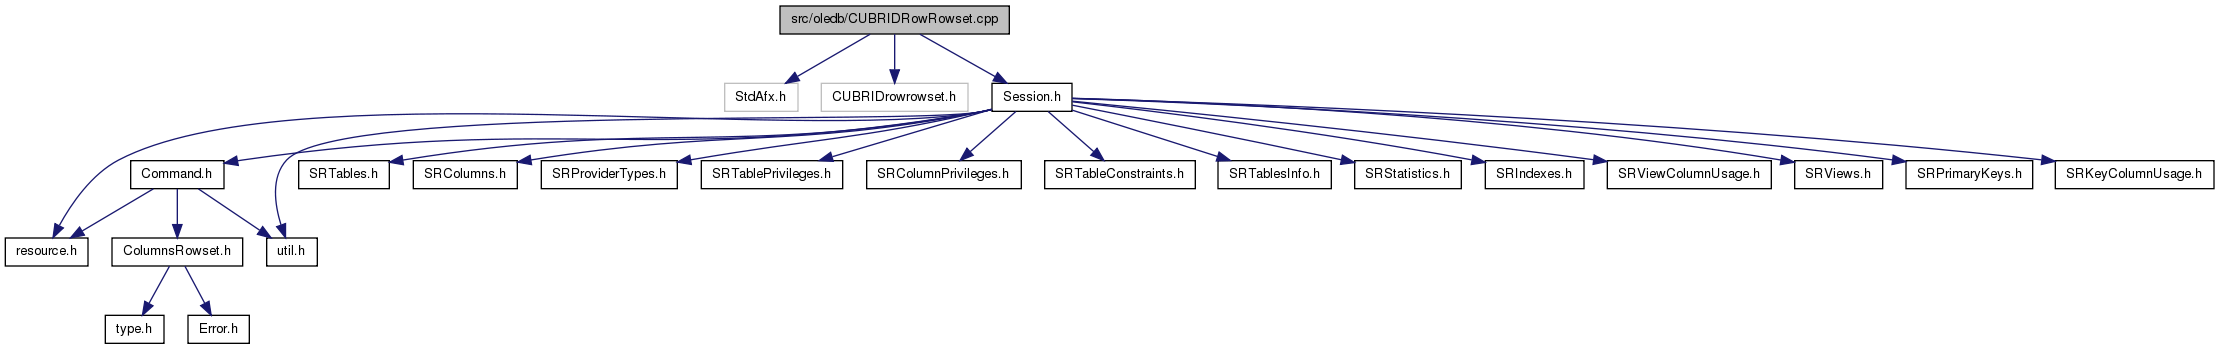 src/oledb/CUBRIDRowRowset.cpp
StdAfx.h
CUBRIDrowrowset.h
Session.h
Command.h
SRTables.h
SRColumns.h
SRProviderTypes.h
SRTablePrivileges.h
SRColumnPrivileges.h
SRTableConstraints.h
SRTablesInfo.h
SRStatistics.h
SRIndexes.h
SRViewColumnUsage.h
SRViews.h
SRPrimaryKeys.h
SRKeyColumnUsage.h
resource.h
ColumnsRowset.h
util.h
type.h
Error.h